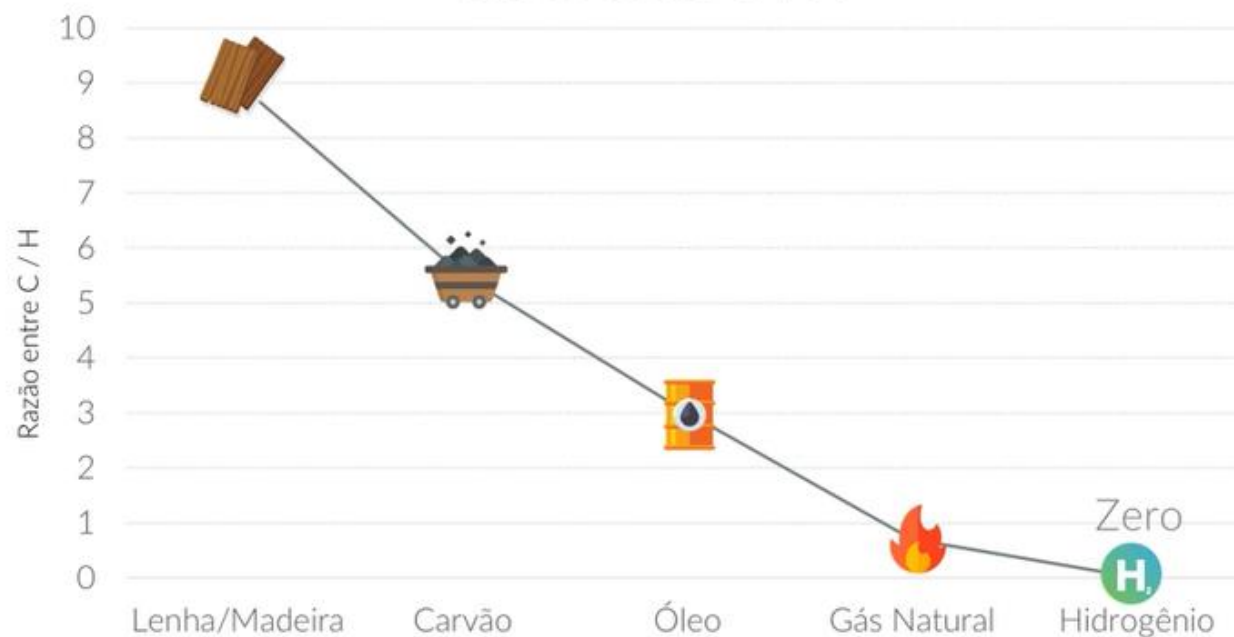 10
9
8
7
6
5
4
3
2
1
0
Razão entre C / H
Zero
H₂
Lenha/Madeira Carvão Óleo Gás Natural Hidrogênio